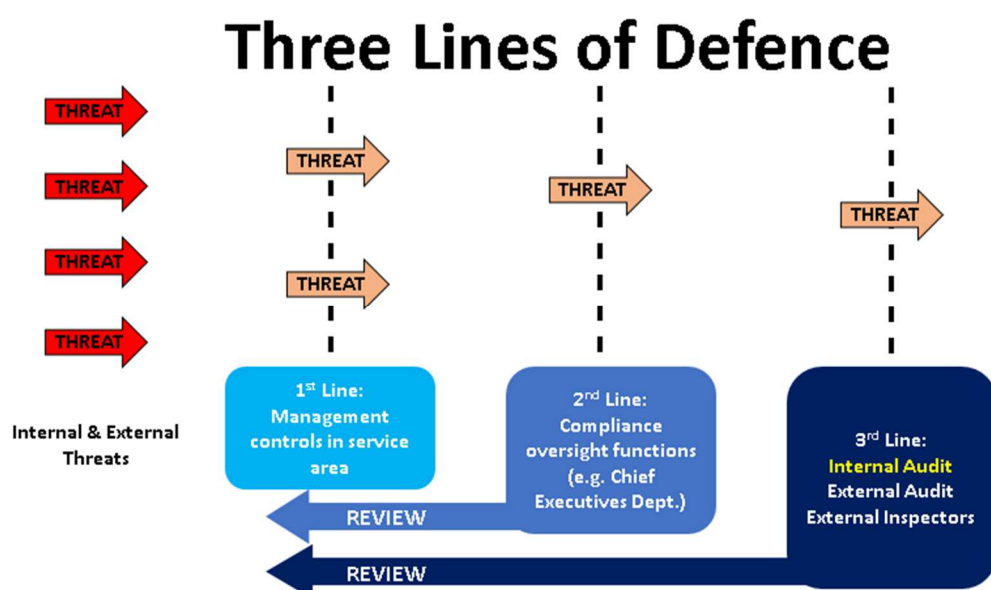 Three Lines of Defence
THREAT
THREAT
THREAT
THREAT
THREAT
THREAT
THREAT
THREAT
Internal & External
Threats
1st Line:
Management
controls in service
area
2nd Line:
Compliance
oversight functions
(e.g. Chief
Executives Dept.)
3rd Line:
Internal Audit
External Audit
External Inspectors
REVIEW
REVIEW